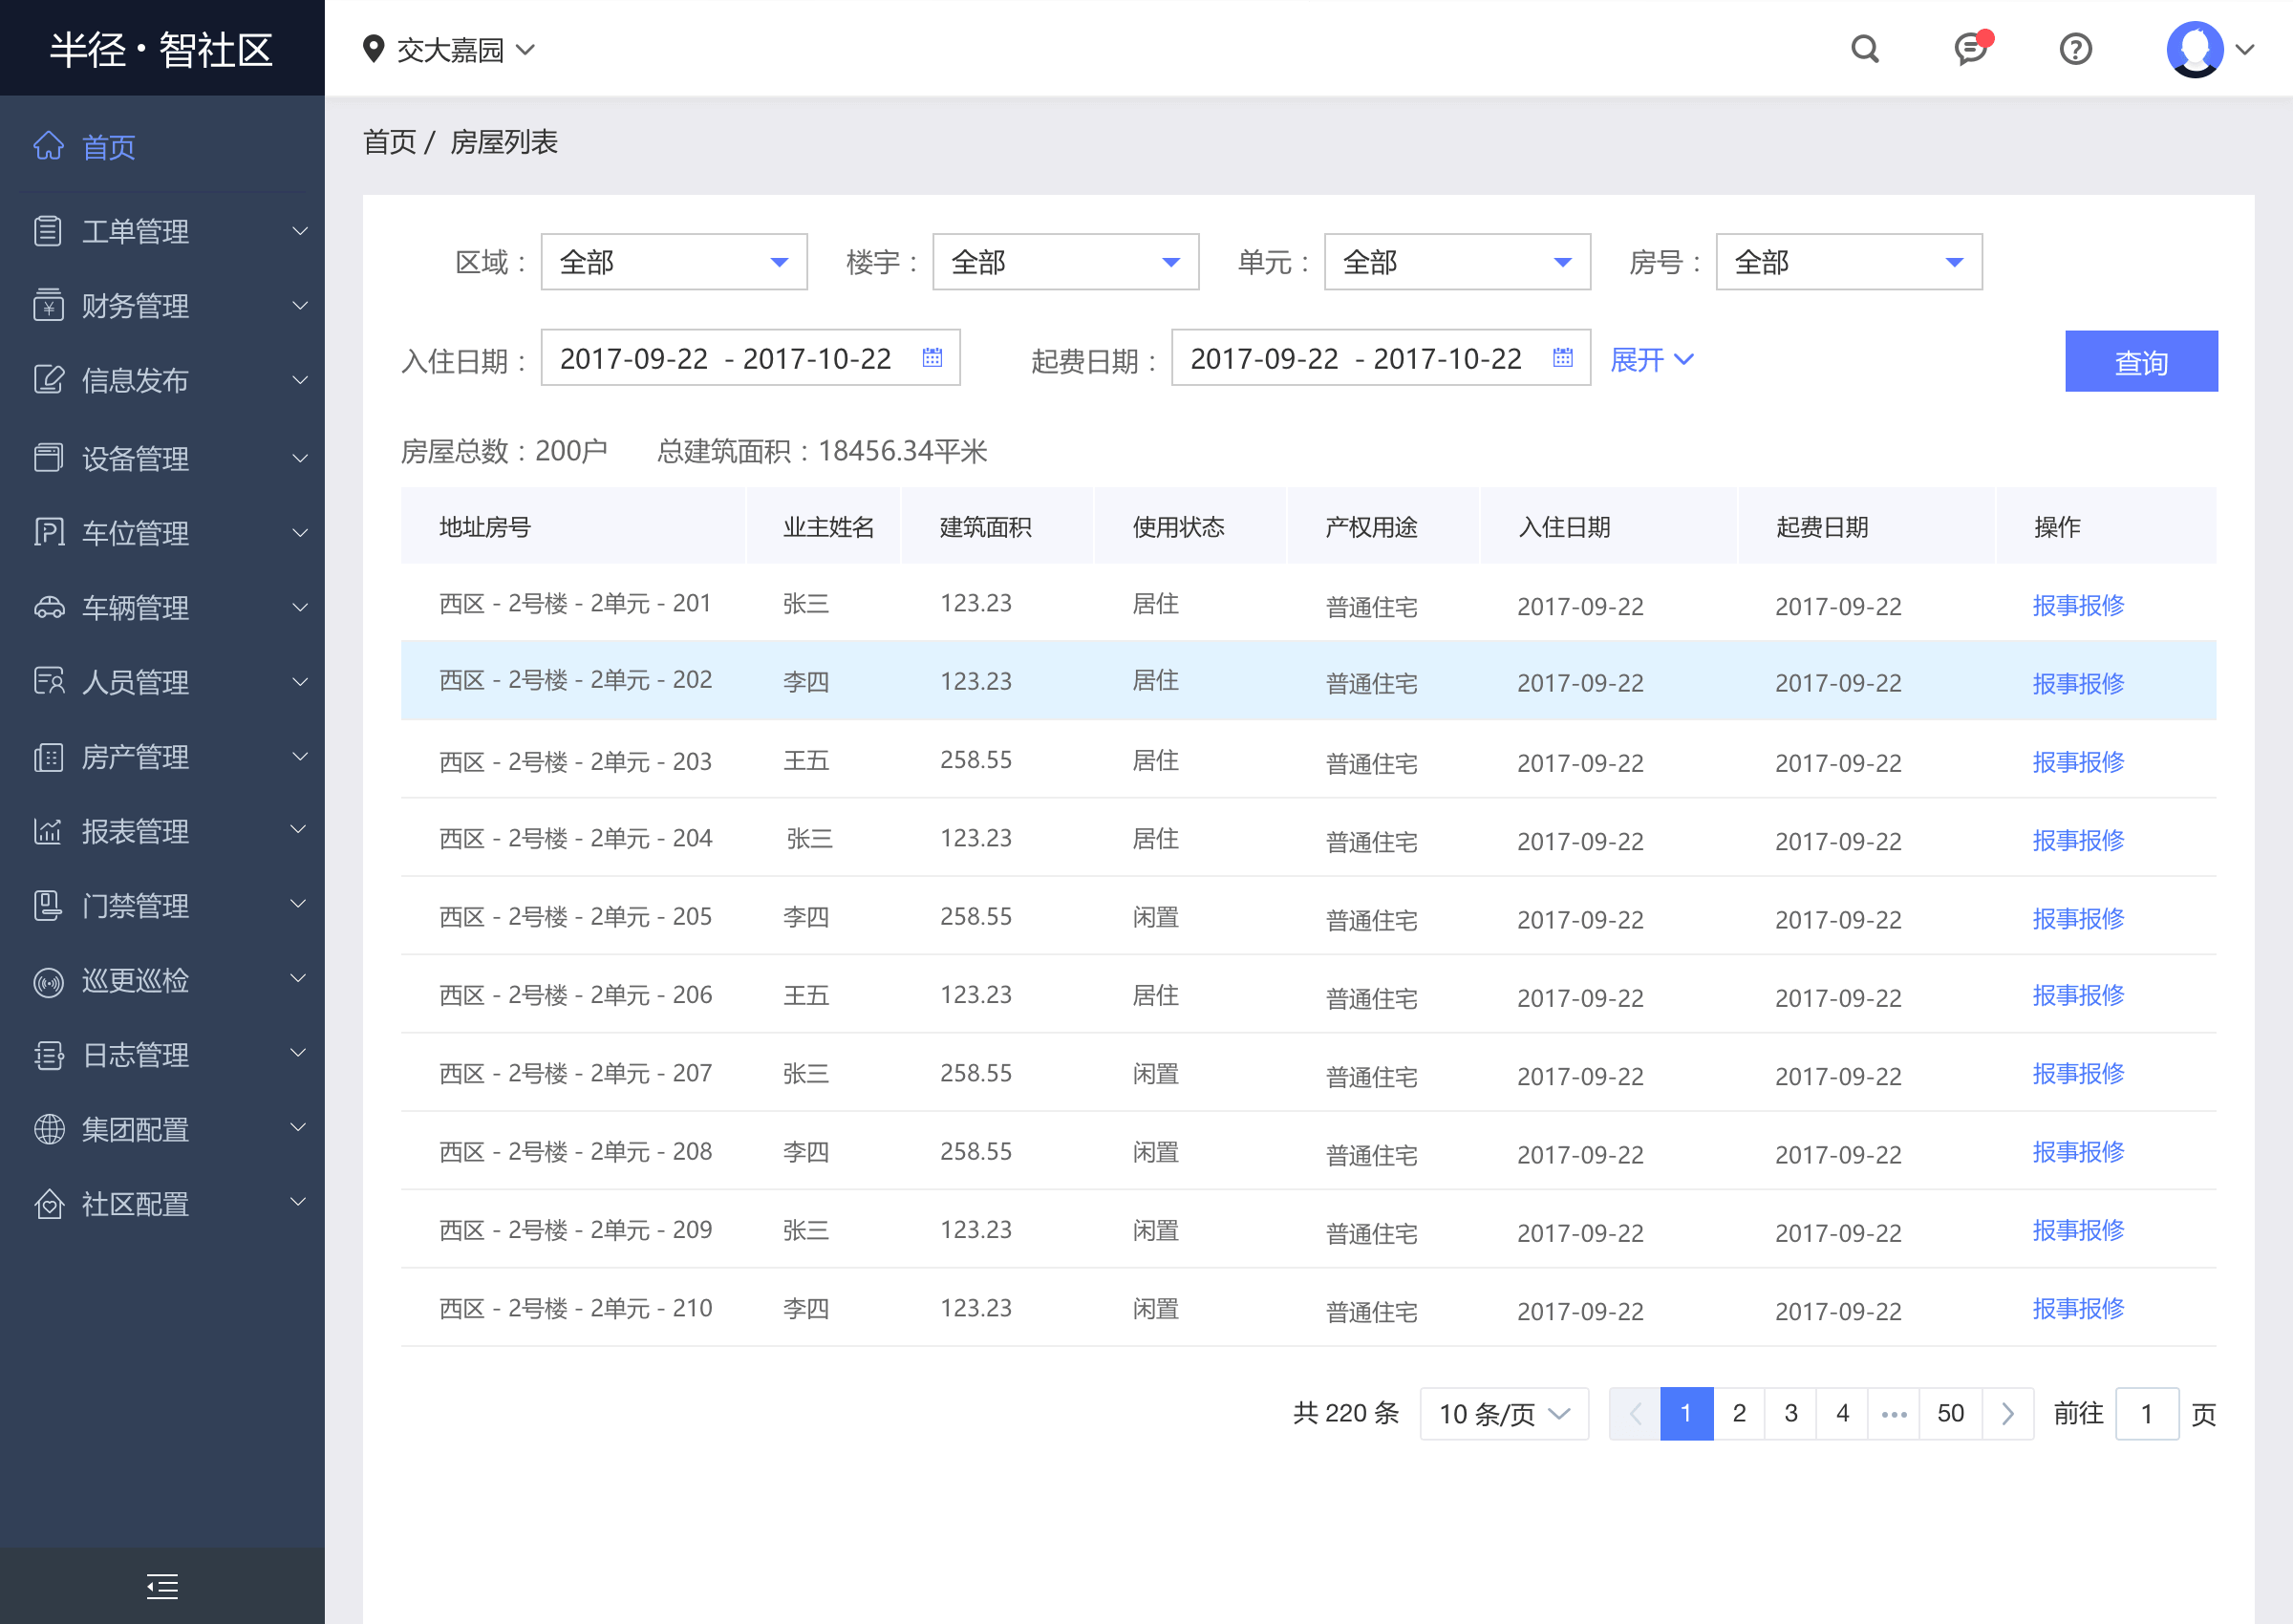 半径·智社区
交大嘉园
首页
工单管理
财务管理
信息发布
设备管理
车位管理
车辆管理
人员管理
房产管理
报表管理
门禁管理
巡更巡检
日志管理
集团配置
社区配置
首页 / 房屋列表
区域： 全部 楼宇： 全部 单元： 全部 房号： 全部
入住日期： 2017-09-22 - 2017-10-22 起费日期： 2017-09-22 - 2017-10-22 展开 查询
房屋总数：200户 总建筑面积：18456.34平米
地址房号 业主姓名 建筑面积 使用状态 产权用途 入住日期 起费日期 操作
西区 - 2号楼 - 2单元 - 201 张三 123.23 居住 普通住宅 2017-09-22 2017-09-22 报事报修
西区 - 2号楼 - 2单元 - 202 李四 123.23 居住 普通住宅 2017-09-22 2017-09-22 报事报修
西区 - 2号楼 - 2单元 - 203 王五 258.55 居住 普通住宅 2017-09-22 2017-09-22 报事报修
西区 - 2号楼 - 2单元 - 204 张三 123.23 居住 普通住宅 2017-09-22 2017-09-22 报事报修
西区 - 2号楼 - 2单元 - 205 李四 258.55 闲置 普通住宅 2017-09-22 2017-09-22 报事报修
西区 - 2号楼 - 2单元 - 206 王五 123.23 居住 普通住宅 2017-09-22 2017-09-22 报事报修
西区 - 2号楼 - 2单元 - 207 张三 258.55 闲置 普通住宅 2017-09-22 2017-09-22 报事报修
西区 - 2号楼 - 2单元 - 208 李四 258.55 闲置 普通住宅 2017-09-22 2017-09-22 报事报修
西区 - 2号楼 - 2单元 - 209 张三 123.23 闲置 普通住宅 2017-09-22 2017-09-22 报事报修
西区 - 2号楼 - 2单元 - 210 李四 123.23 闲置 普通住宅 2017-09-22 2017-09-22 报事报修
共 220 条 10 条/页 1 2 3 4 ••• 50 前往 1 页